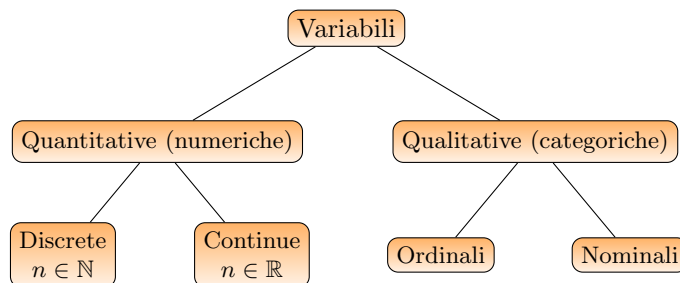 Variabili
Quantitative (numeriche)
Qualitative (categoriche)
Discrete
n ∈ ℕ
Continue
n ∈ ℝ
Ordinali
Nominali